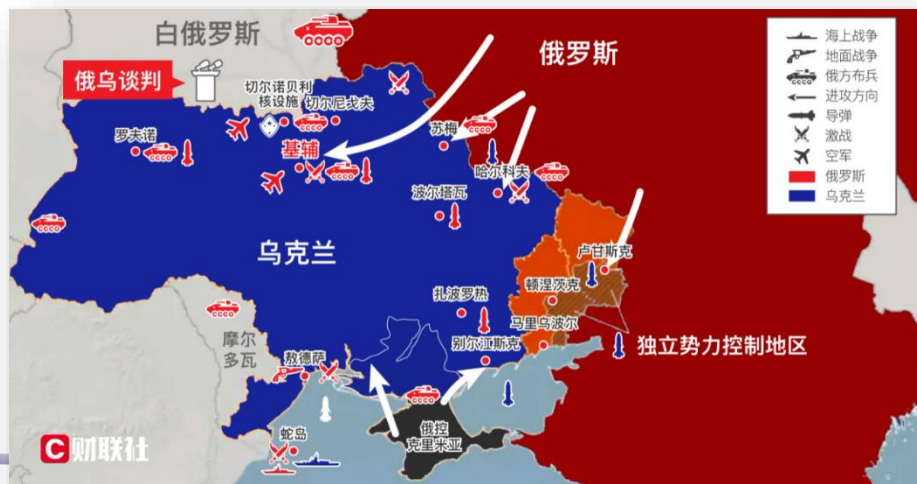 白俄罗斯
俄罗斯
俄乌谈判
切尔诺贝利
核设施
切尔尼戈夫
罗夫诺
基辅
苏梅
哈尔科夫
波尔塔瓦
乌克兰
卢甘斯克
顿涅茨克
扎波罗热
马里乌波尔
别尔江斯克
独立势力控制地区
摩尔
多瓦
敖德萨
俄控
克里米亚
蛇岛
C 财联社
海上战争
地面战争
俄方布兵
进攻方向
导弹
激战
空军
俄罗斯
乌克兰